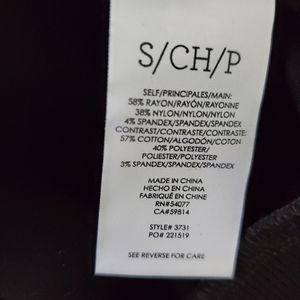 S/CH/P
SELF/PRINCIPALES/MAIN:
58% RAYON/RAYÓN/RAYONNE
38% NYLON/NYLON/NYLON
4% SPANDEX/SPANDEX/SPANDEX
CONTRAST/CONTRASTE/CONTRASTE:
57% COTTON/ALGODÓN/COTON
40% POLYESTER/
POLIESTER/POLYESTER
3% SPANDEX/SPANDEX/SPANDEX
MADE IN CHINA
HECHO EN CHINA
FABRIQUÉ EN CHINE
RN#54077
CA#59814
STYLE# 3731
PO# 221519
SEE REVERSE FOR CARE